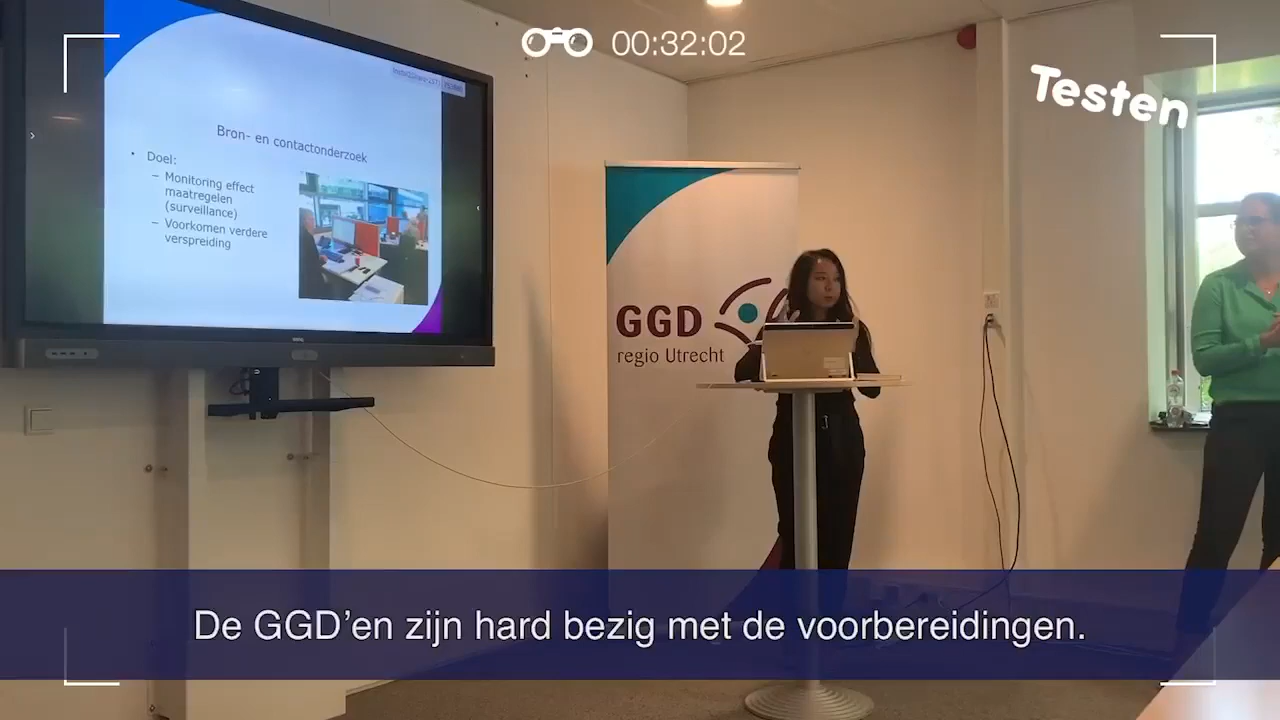 00:32:02
Testen
Bron- en contactonderzoek
• Doel:
– Monitoring effect
maatregelen
(surveillance)
– Voorkomen verdere
verspreiding
GGD
regio Utrecht
De GGD’en zijn hard bezig met de voorbereidingen.